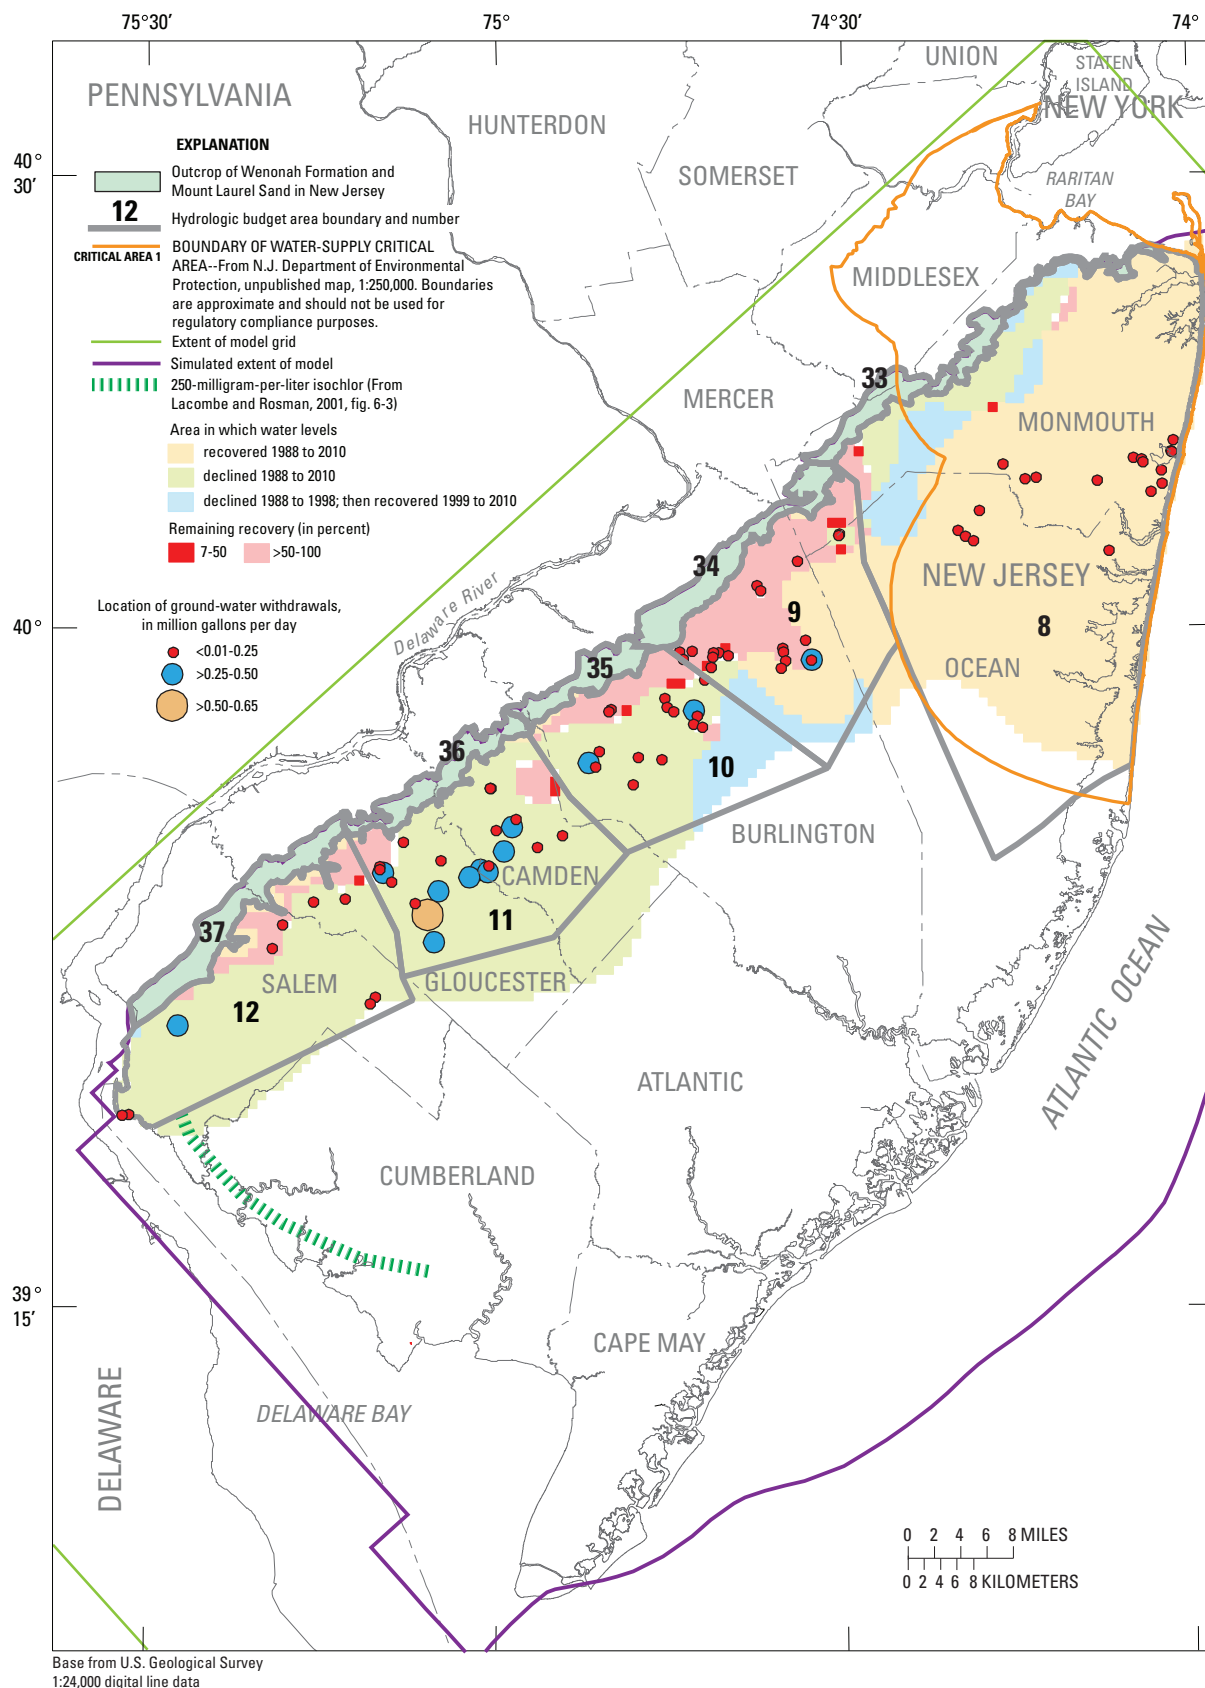 75°30′ 75° 74°30′ 74°
UNION
STATEN
ISLAND
PENNSYLVANIA
NEW YORK
HUNTERDON
EXPLANATION
40°
30′
Outcrop of Wenonah Formation and
Mount Laurel Sand in New Jersey
SOMERSET
RARITAN
BAY
12
Hydrologic budget area boundary and number
CRITICAL AREA 1
BOUNDARY OF WATER-SUPPLY CRITICAL
AREA--From N.J. Department of Environmental
Protection, unpublished map, 1:250,000. Boundaries
are approximate and should not be used for
regulatory compliance purposes.
MIDDLESEX
Extent of model grid
Simulated extent of model
250-milligram-per-liter isochlor (From
Lacombe and Rosman, 2001, fig. 6-3)
33
MERCER
MONMOUTH
Area in which water levels
recovered 1988 to 2010
declined 1988 to 2010
declined 1988 to 1998; then recovered 1999 to 2010
Remaining recovery (in percent)
7-50
>50-100
34
NEW JERSEY
Location of ground-water withdrawals,
in million gallons per day
<0.01-0.25
>0.25-0.50
>0.50-0.65
Delaware River
40°
9
8
35
OCEAN
36
10
BURLINGTON
CAMDEN
11
37
SALEM
GLOUCESTER
12
ATLANTIC OCEAN
ATLANTIC
CUMBERLAND
39°
15′
CAPE MAY
DELAWARE
DELAWARE BAY
0 2 4 6 8 MILES
0 2 4 6 8 KILOMETERS
Base from U.S. Geological Survey
1:24,000 digital line data